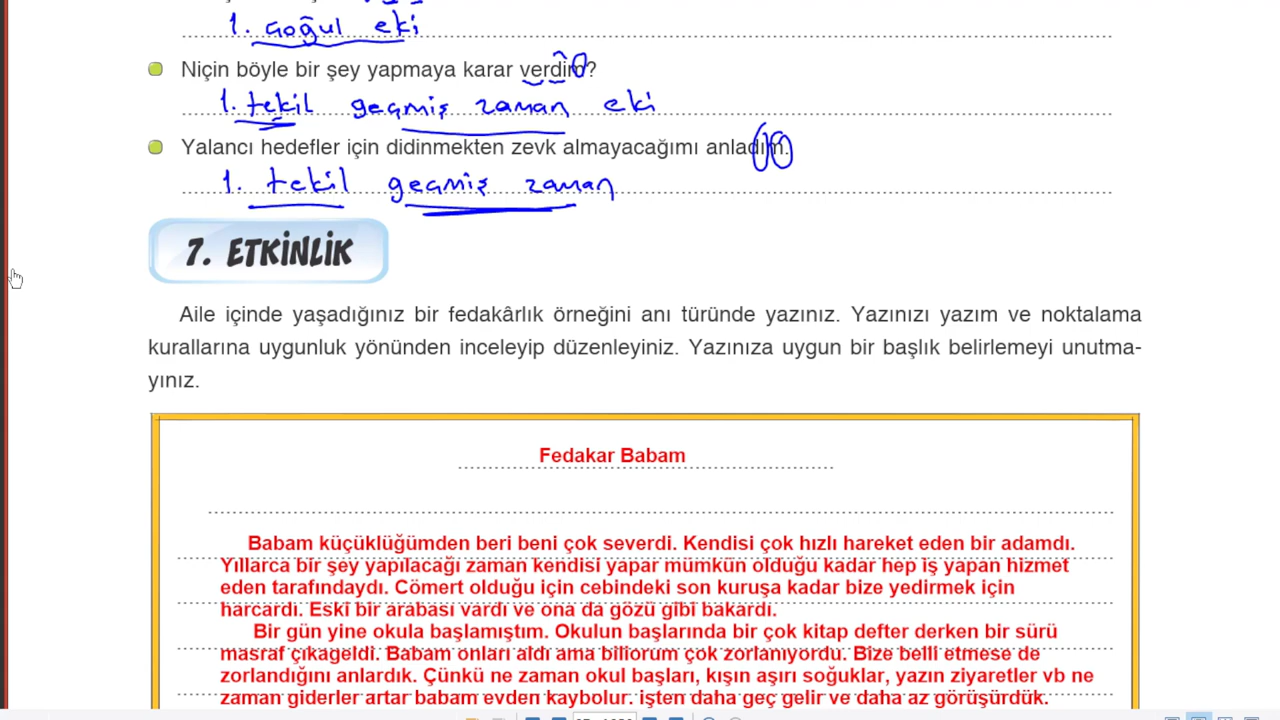 1. çoğul eki
Niçin böyle bir şey yapmaya karar verdim?
1. tekil geçmiş zaman eki
Yalancı hedefler için didinmekten zevk almayacağımı anladım.
1. tekil geçmiş zaman
7. ETKİNLİK
Aile içinde yaşadığınız bir fedakârlık örneğini anı türünde yazınız. Yazınızı yazım ve noktalama
kurallarına uygunluk yönünden inceleyip düzenleyiniz. Yazınıza uygun bir başlık belirlemeyi unutma-
yınız.
Fedakar Babam
Babam küçüklüğümden beri beni çok severdi. Kendisi çok hızlı hareket eden bir adamdı.
Yıllarca bir şey yapılacağı zaman kendisi yapar mümkün olduğu kadar hep iş yapan hizmet
eden tarafındaydı. Cömert olduğu için cebindeki son kuruşa kadar bize yedirmek için
harcardı. Eski bir arabası vardı ve ona da gözü gibi bakardı.
Bir gün yine okula başlamıştım. Okulun başlarında bir çok kitap defter derken bir sürü
masraf çıkageldi. Babam onları aldı ama biliorum çok zorlanıyordu. Bize belli etmese de
zorlandığını anlardık. Çünkü ne zaman okul başları, kışın aşırı soğuklar, yazın ziyaretler vb ne
zaman giderler artar babam evden kaybolur. işten daha geç gelir ve daha az görüşürdük.